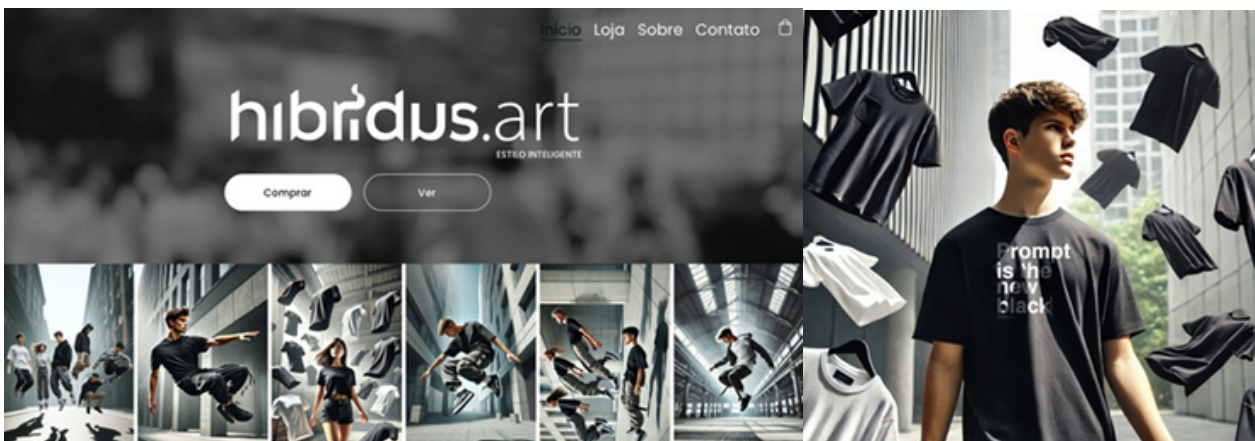 Início Loja Sobre Contato
hibridus.art
ESTILO INTELIGENTE
Comprar
Ver
Prompt
is the
new
black